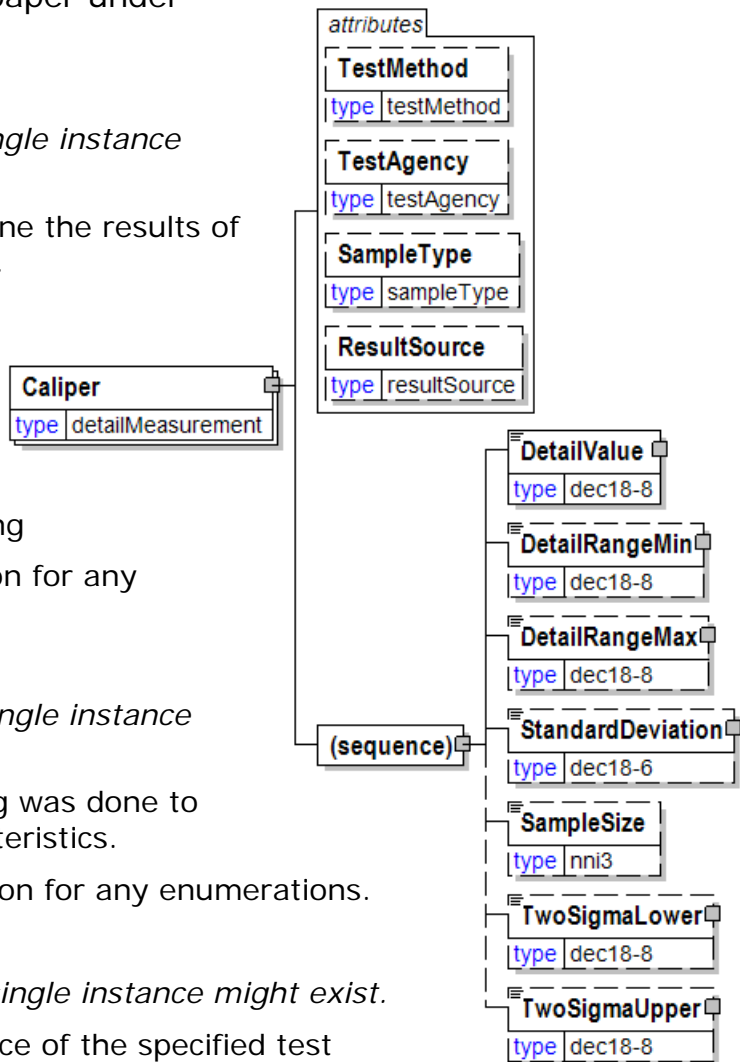 paper under
ngle instance
ne the results of
ng
on for any
ngle instance
g was done to
teristics.
on for any enumerations.
single instance might exist.
ce of the specified test
attributes
TestMethod
type testMethod
TestAgency
type testAgency
SampleType
type sampleType
ResultSource
type resultSource
Caliper
type detailMeasurement
(sequence)
DetailValue
type dec18-8
DetailRangeMin
type dec18-8
DetailRangeMax
type dec18-8
StandardDeviation
type dec18-6
SampleSize
type nni3
TwoSigmaLower
type dec18-8
TwoSigmaUpper
type dec18-8